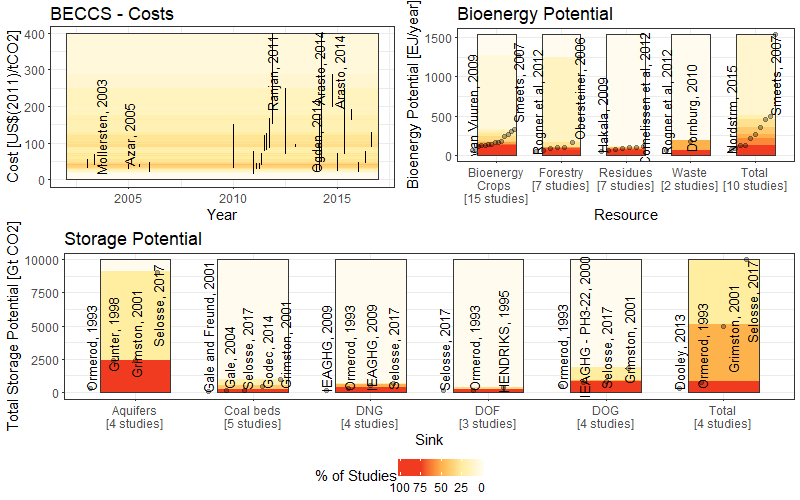 BECCS - Costs
Cost [US$(2011)/tCO2]
400
300
200
100
0
Mollersten, 2003
Azar, 2005
Ranjan, 2011
Ogden, 2014
Arasto, 2014
Arasto, 2014
2005
2010
2015
Year
Bioenergy Potential
Bioenergy Potential [EJ/year]
1500
1000
500
0
van Vuuren, 2009
Smeets, 2007
Rogner et al, 2012
Obersteiner, 2006
Hakala, 2009
Cornelissen et al, 2012
Rogner et al, 2012
Dornburg, 2010
Nordstrm, 2015
Smeets, 2007
Bioenergy
Crops
[15 studies]
Forestry
[7 studies]
Residues
[7 studies]
Waste
[2 studies]
Total
[10 studies]
Resource
Storage Potential
Total Storage Potential [Gt CO2]
10000
7500
5000
2500
0
Ormerod, 1993
Gunter, 1998
Grimston, 2001
Selosse, 2017
Gale and Freund, 2001
Gale, 2004
Selosse, 2017
Godec, 2014
Grimston, 2001
IEAGHG, 2009
Ormerod, 1993
IEAGHG, 2009
Selosse, 2017
Selosse, 2017
Ormerod, 1993
HENDRIKS, 1995
Ormerod, 1993
IEAGHG - PH3-22, 2000
Selosse, 2017
Grimston, 2001
Dooley, 2013
Ormerod, 1993
Grimston, 2001
Selosse, 2017
Aquifers
[4 studies]
Coal beds
[5 studies]
DNG
[4 studies]
DOF
[3 studies]
DOG
[4 studies]
Total
[4 studies]
Sink
% of Studies
100 75 50 25 0